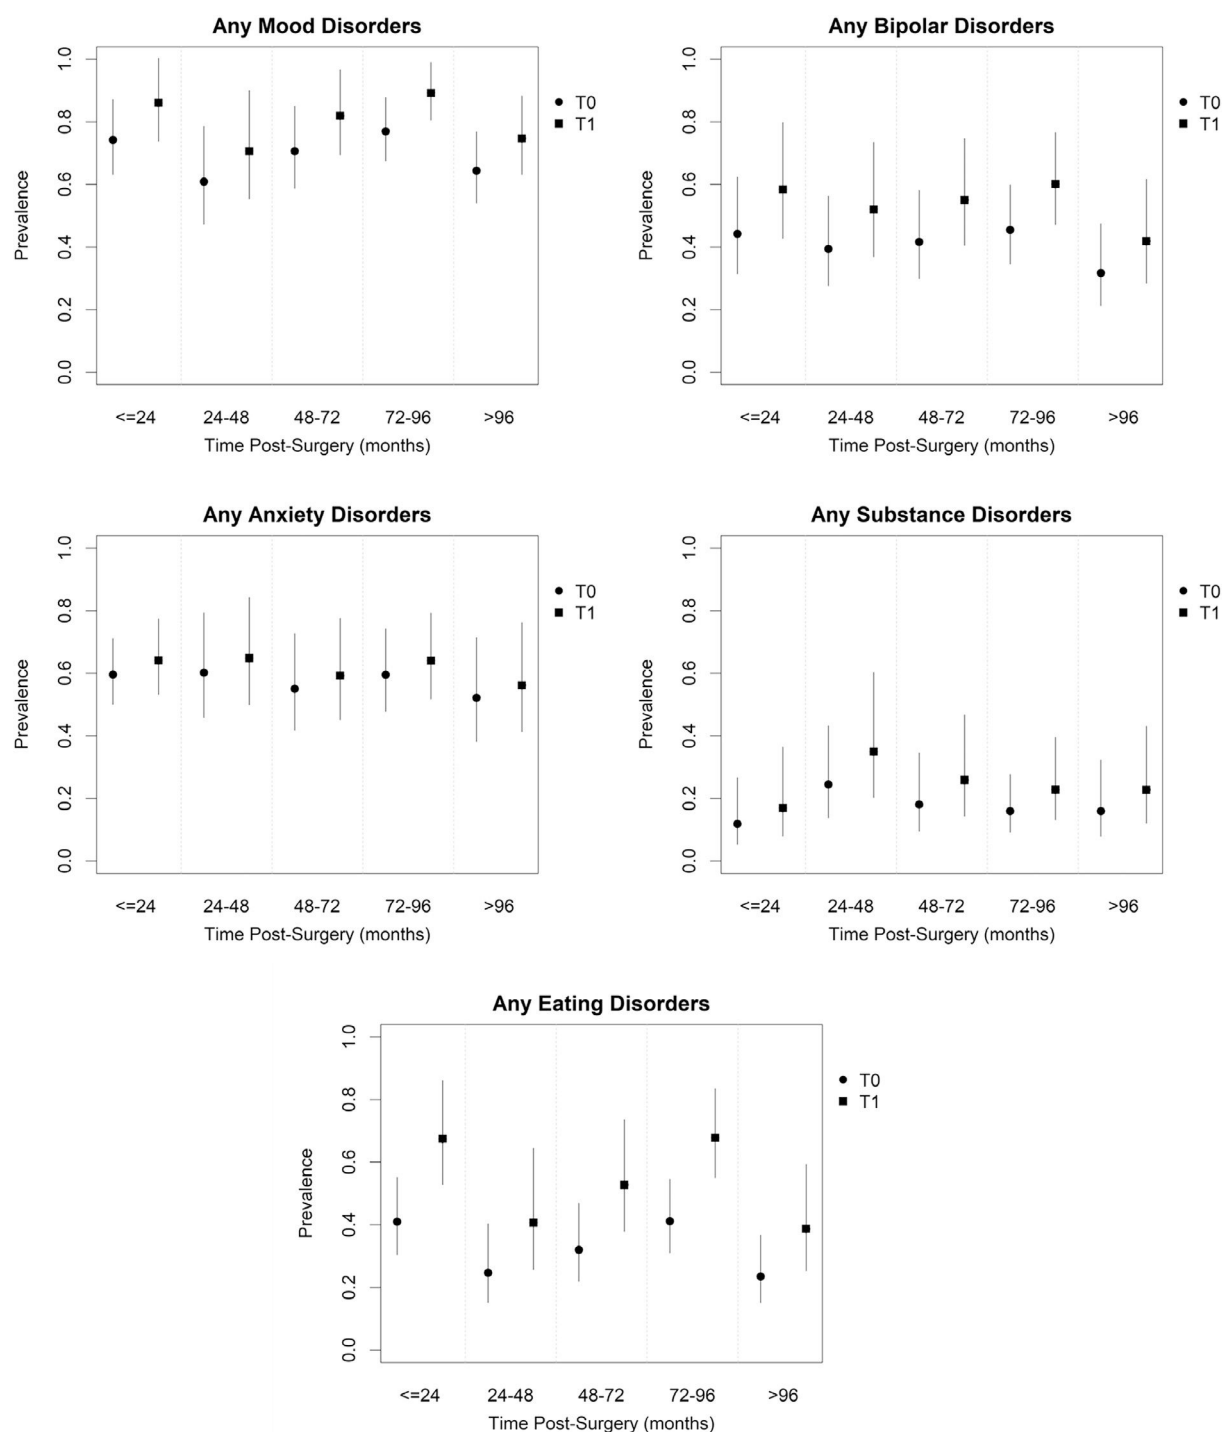 Any Mood Disorders
1.0
0.8
0.6
0.4
0.2
0.0
Prevalence
T0
T1
<=24 24-48 48-72 72-96 >96
Time Post-Surgery (months)
Any Bipolar Disorders
1.0
0.8
0.6
0.4
0.2
0.0
Prevalence
T0
T1
<=24 24-48 48-72 72-96 >96
Time Post-Surgery (months)
Any Anxiety Disorders
1.0
0.8
0.6
0.4
0.2
0.0
Prevalence
T0
T1
<=24 24-48 48-72 72-96 >96
Time Post-Surgery (months)
Any Substance Disorders
1.0
0.8
0.6
0.4
0.2
0.0
Prevalence
T0
T1
<=24 24-48 48-72 72-96 >96
Time Post-Surgery (months)
Any Eating Disorders
1.0
0.8
0.6
0.4
0.2
0.0
Prevalence
T0
T1
<=24 24-48 48-72 72-96 >96
Time Post-Surgery (months)